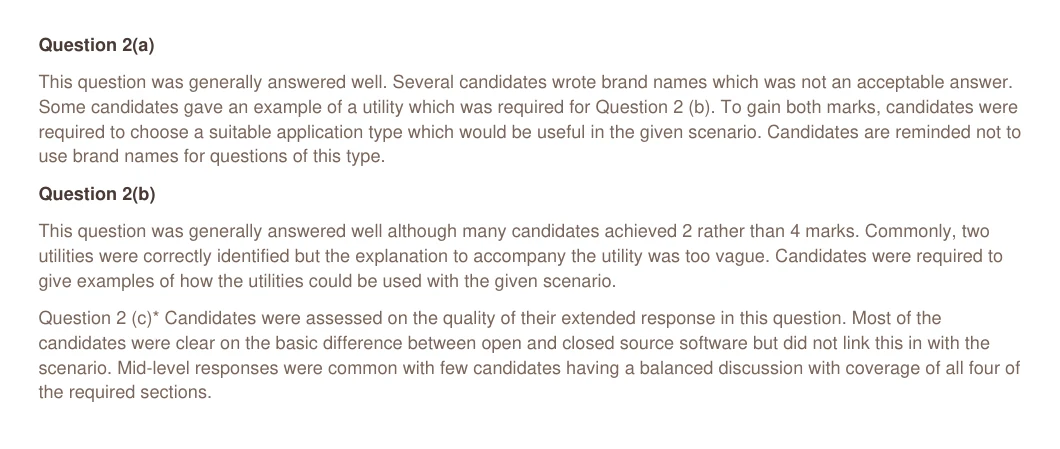 Question 2(a)
This question was generally answered well. Several candidates wrote brand names which was not an acceptable answer.
Some candidates gave an example of a utility which was required for Question 2 (b). To gain both marks, candidates were
required to choose a suitable application type which would be useful in the given scenario. Candidates are reminded not to
use brand names for questions of this type.
Question 2(b)
This question was generally answered well although many candidates achieved 2 rather than 4 marks. Commonly, two
utilities were correctly identified but the explanation to accompany the utility was too vague. Candidates were required to
give examples of how the utilities could be used with the given scenario.
Question 2 (c)* Candidates were assessed on the quality of their extended response in this question. Most of the
candidates were clear on the basic difference between open and closed source software but did not link this in with the
scenario. Mid-level responses were common with few candidates having a balanced discussion with coverage of all four of
the required sections.